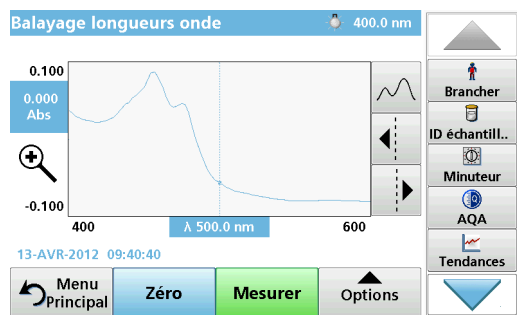 Balayage longueurs onde
400.0 nm
0.100
0.000
Abs
-0.100
400
λ 500.0 nm
600
13-AVR-2012 09:40:40
Menu
Principal
Zéro
Mesurer
Options
Brancher
ID échantill..
Minuteur
AQA
Tendances